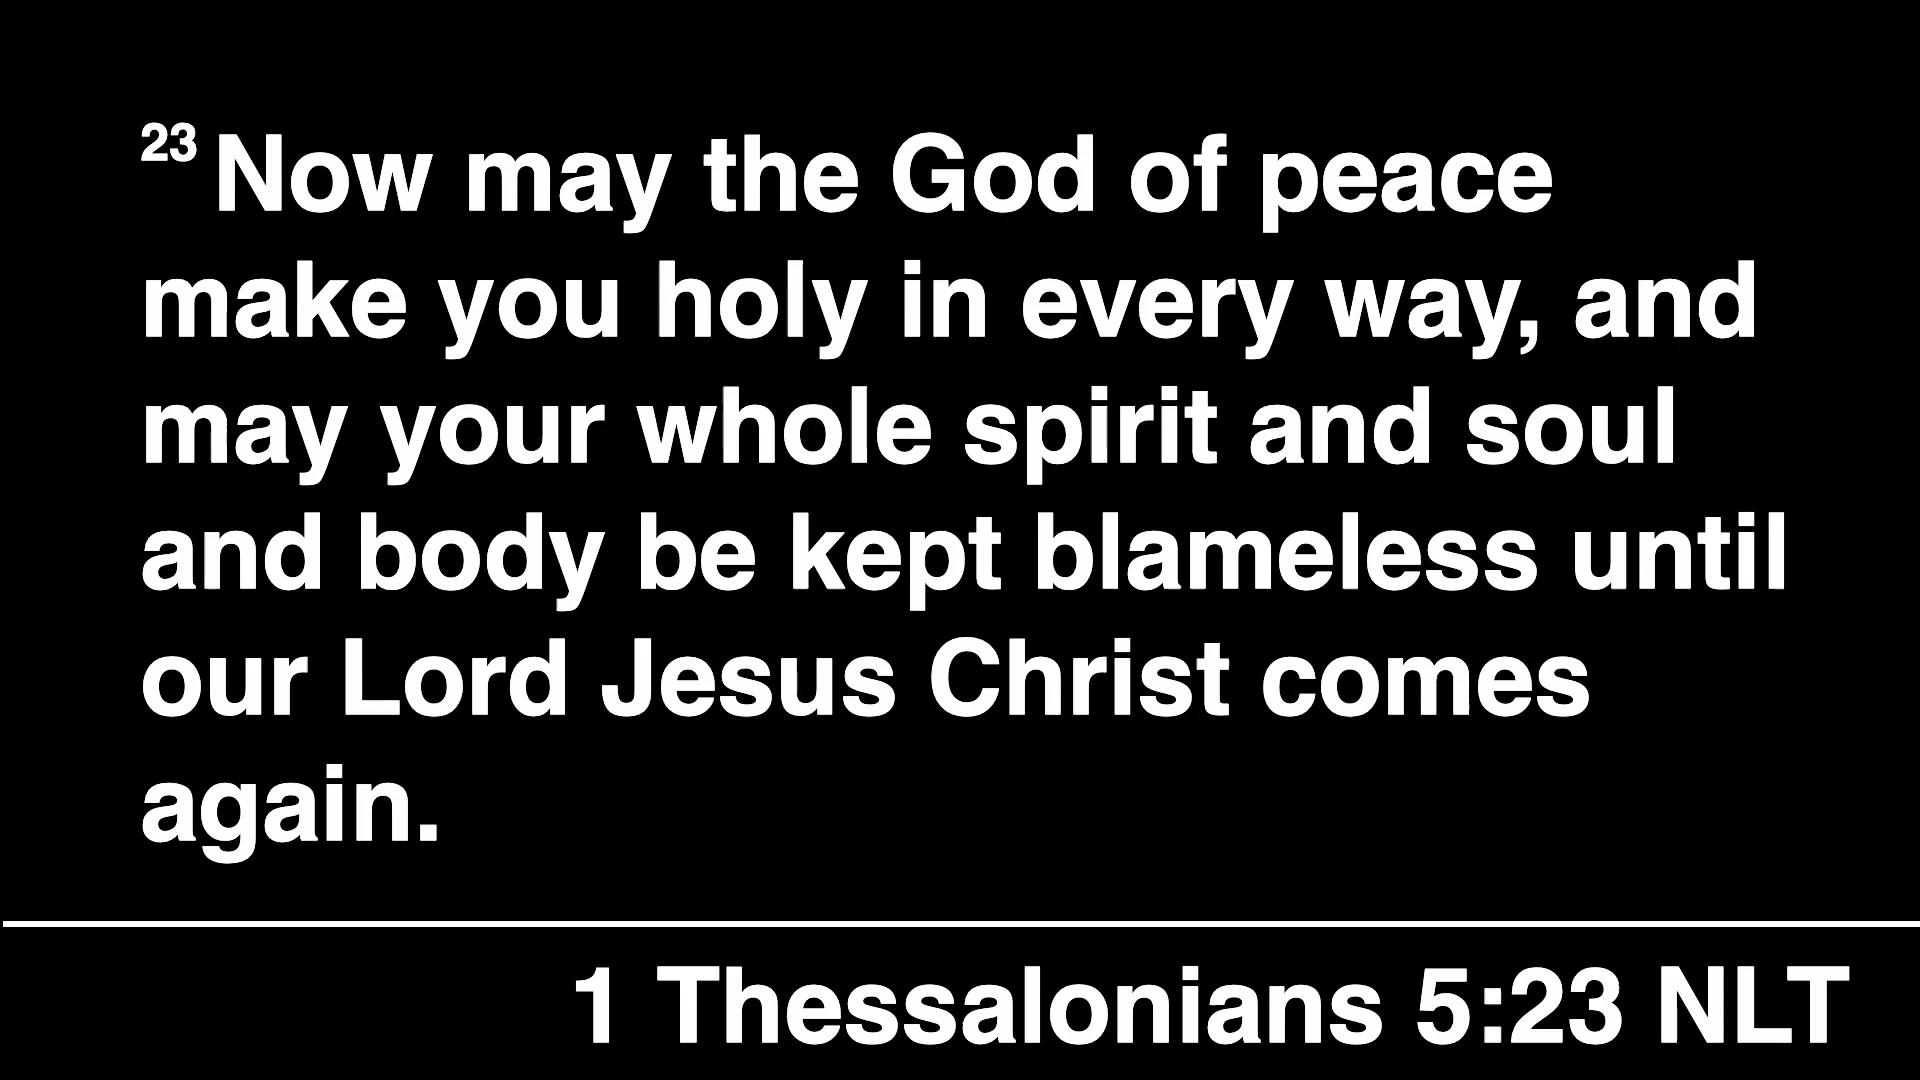 23 Now may the God of peace
make you holy in every way, and
may your whole spirit and soul
and body be kept blameless until
our Lord Jesus Christ comes
again.
1 Thessalonians 5:23 NLT